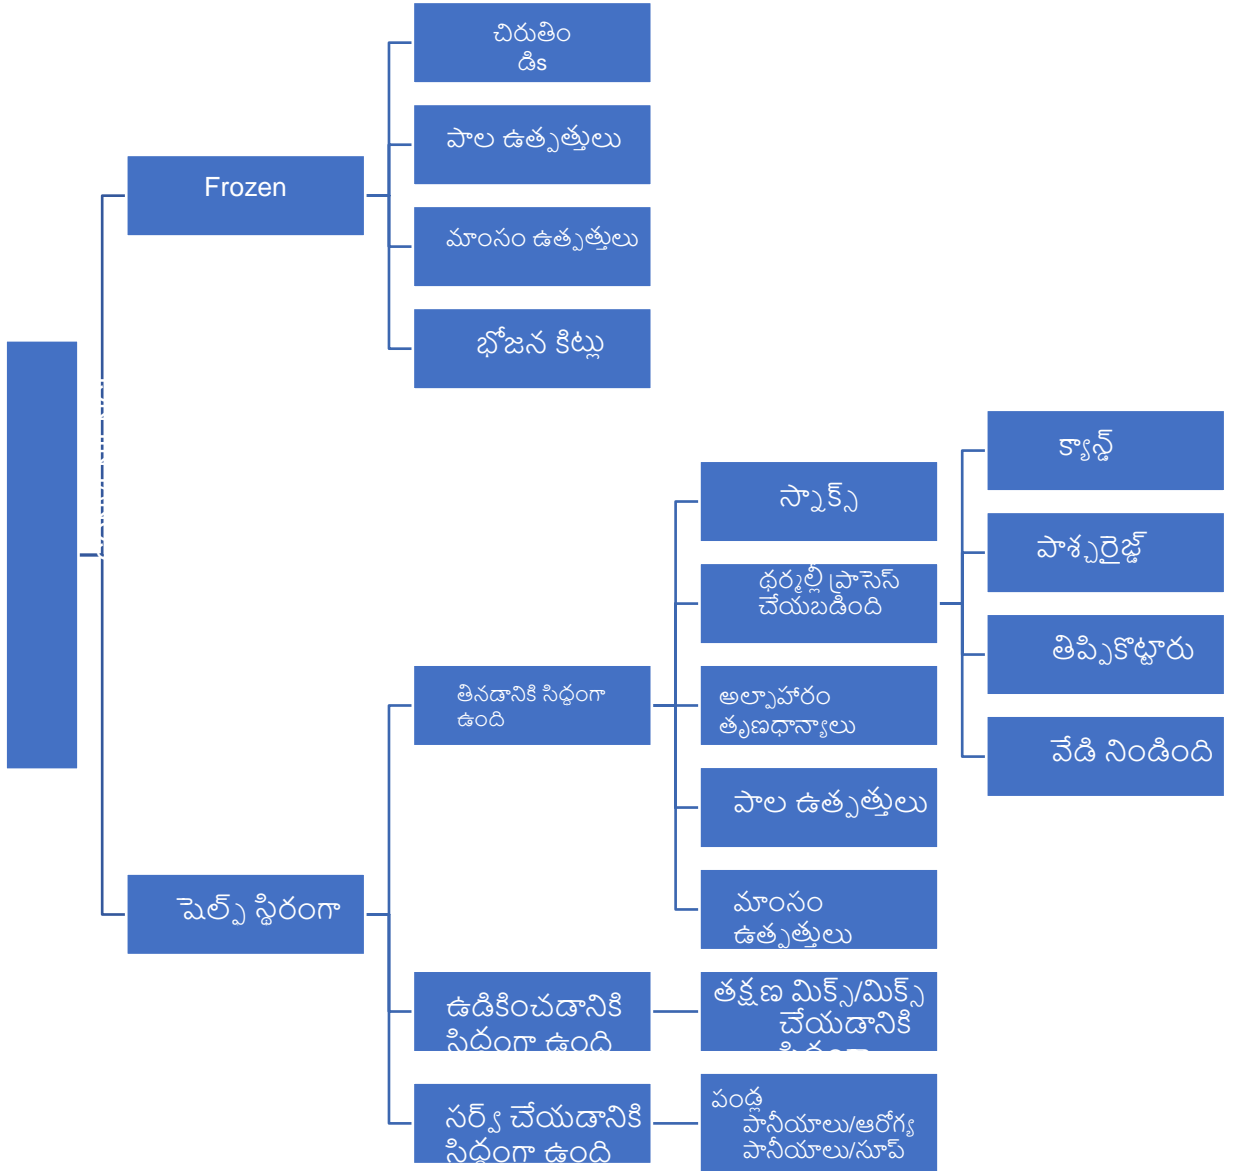 చిరుతిం
డిs
పాల ఉత్పత్తులు
Frozen
మాంసం ఉత్పత్తులు
భోజన కిట్లు
క్యాన్డ్
స్నాక్స్
పాశ్చరైజ్డ్
థర్మల్లీ ప్రాసెస్
చేయబడింది
తిప్పికొట్టారు
తినడానికి సిద్ధంగా
ఉంది
అల్పాహారం
తృణధాన్యాలు
వేడి నిండింది
పాల ఉత్పత్తులు
షెల్ఫ్ స్థిరంగా
మాంసం
ఉత్పత్తులు
ఉడికించడానికి
సిద్ధంగా ఉంది
తక్షణ మిక్స్/మిక్స్
చేయడానికి
సర్వ్ చేయడానికి
సిద్ధంగా ఉంది
పండ్ల
పానీయాలు/ఆరోగ్య
పానీయాలు/సూప్